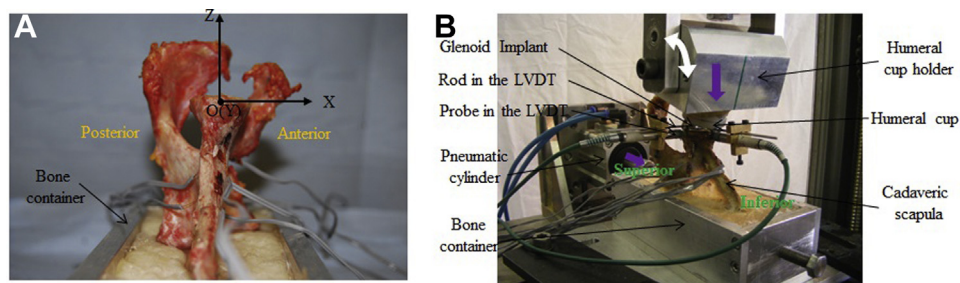 A
Z
X
O(Y)
Posterior
Anterior
Bone
container
B
Glenoid Implant
Rod in the LVDT
Probe in the LVDT
Pneumatic
cylinder
Bone
container
Superior
Inferior
Humeral
cup holder
Humeral cup
Cadaveric
scapula